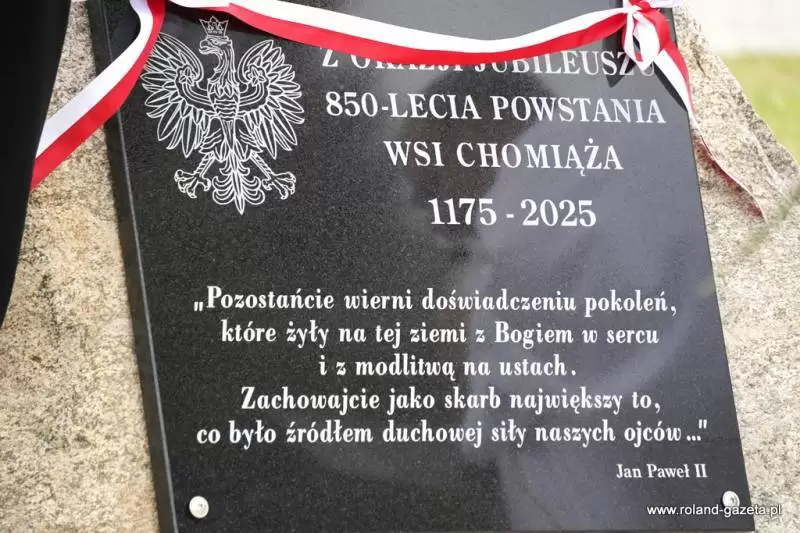 Z OKAZJI JUBILEUSZU
850-LECIA POWSTANIA
WSI CHOMIĄŻA
1175 - 2025
„Pozostańcie wierni doświadczeniu pokoleń,
które żyły na tej ziemi z Bogiem w sercu
i z modlitwą na ustach.
Zachowajcie jako skarb największy to,
co było źródłem duchowej siły naszych ojców..."
Jan Paweł II
www.roland-gazeta.pl